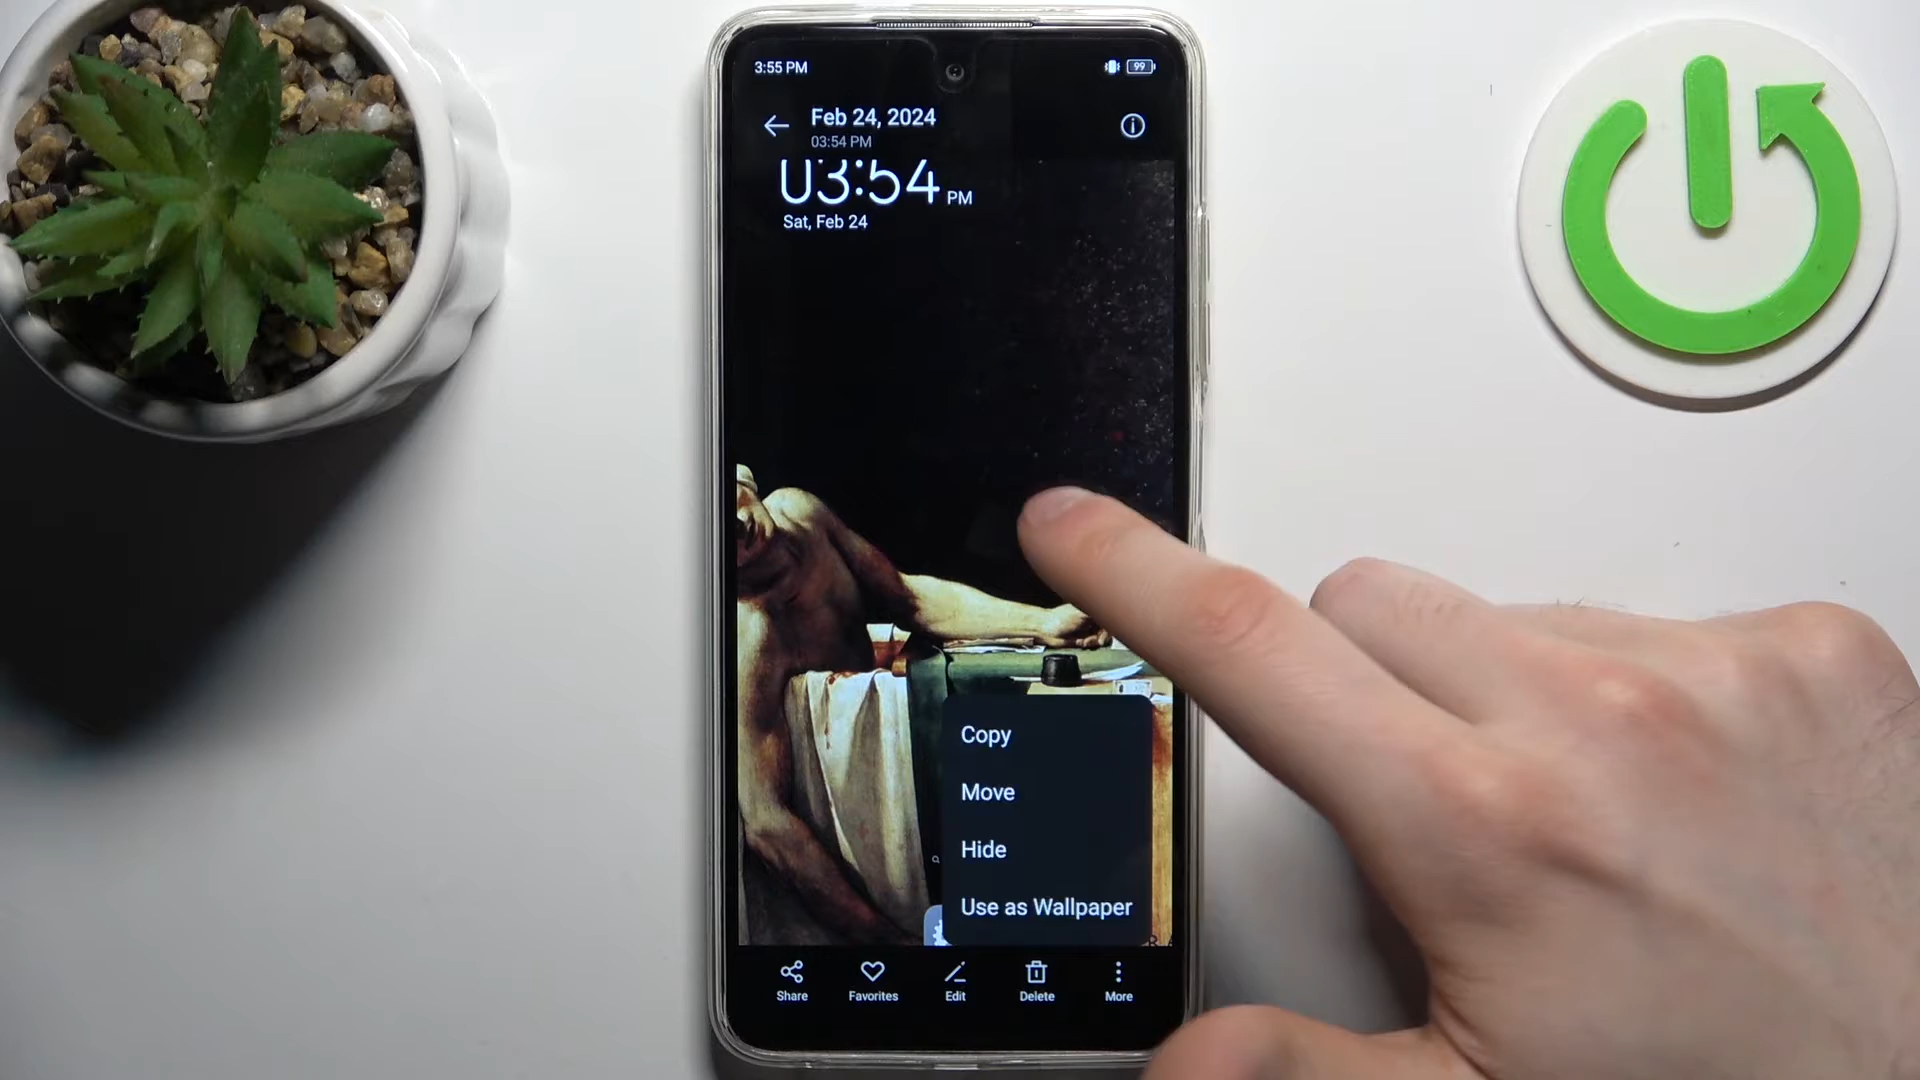 3:55 PM
99
Feb 24, 2024
03:54 PM
03:54 PM
Sat, Feb 24
Copy
Move
Hide
Use as Wallpaper
Share
Favorites
Edit
Delete
More